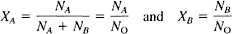 X_A = N_A / (N_A + N_B) = N_A / N_O and X_B = N_B / N_O